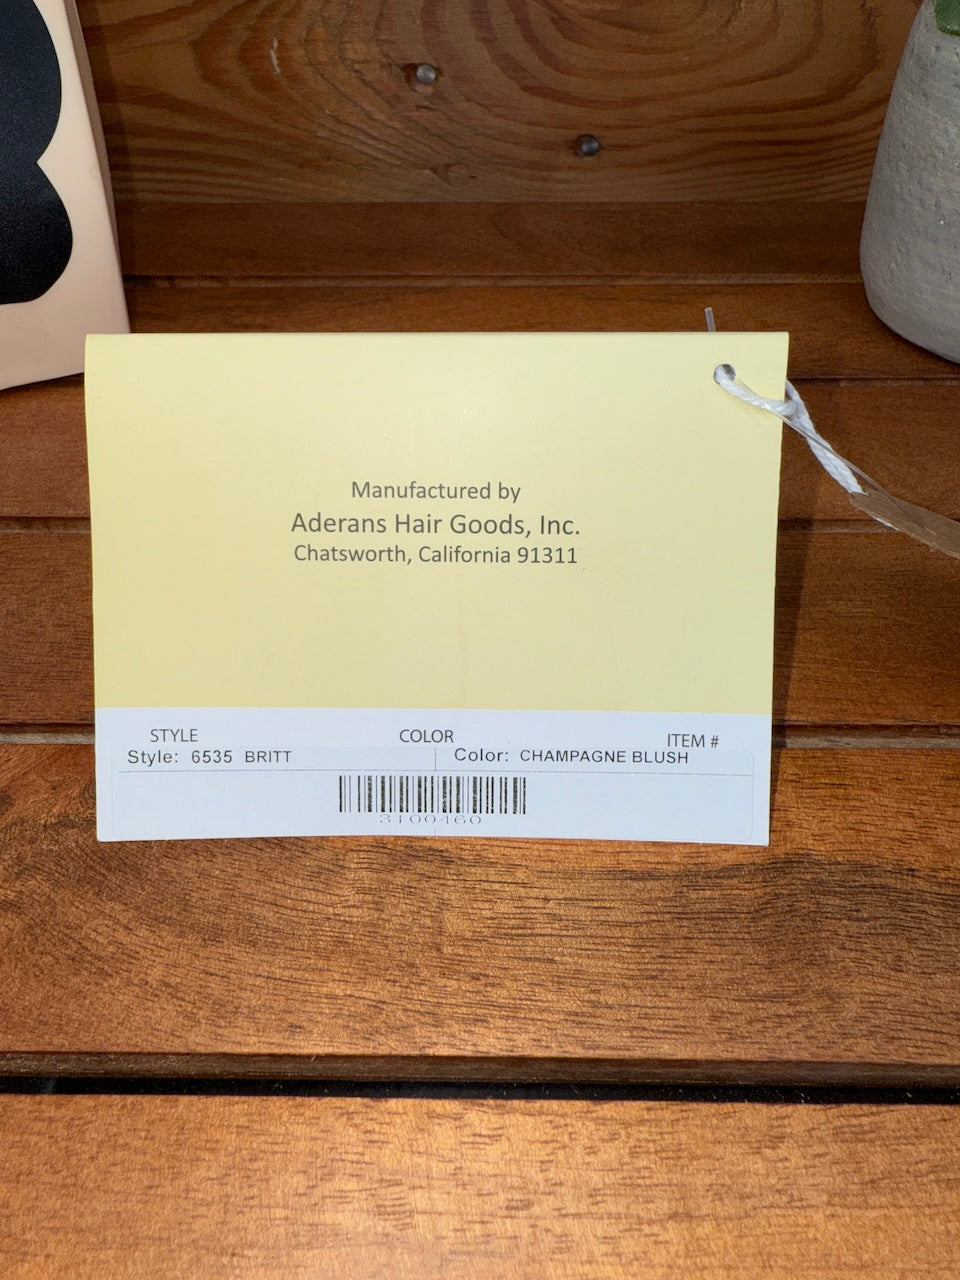 Manufactured by
Aderans Hair Goods, Inc.
Chatsworth, California 91311
STYLE COLOR ITEM #
Style: 6535 BRITT Color: CHAMPAGNE BLUSH
3100460